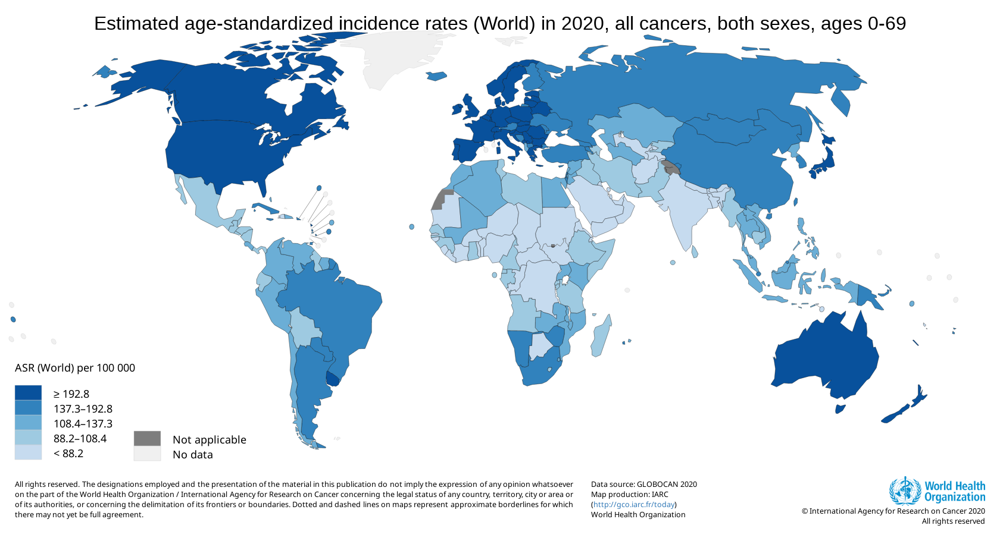 Estimated age-standardized incidence rates (World) in 2020, all cancers, both sexes, ages 0-69
ASR (World) per 100 000
≥ 192.8
137.3–192.8
108.4–137.3
88.2–108.4
< 88.2
Not applicable
No data
All rights reserved. The designations employed and the presentation of the material in this publication do not imply the expression of any opinion whatsoever
on the part of the World Health Organization / International Agency for Research on Cancer concerning the legal status of any country, territory, city or area or
of its authorities, or concerning the delimitation of its frontiers or boundaries. Dotted and dashed lines on maps represent approximate borderlines for which
there may not yet be full agreement.
Data source: GLOBOCAN 2020
Map production: IARC
(http://gco.iarc.fr/today)
World Health Organization
World Health
Organization
© International Agency for Research on Cancer 2020
All rights reserved